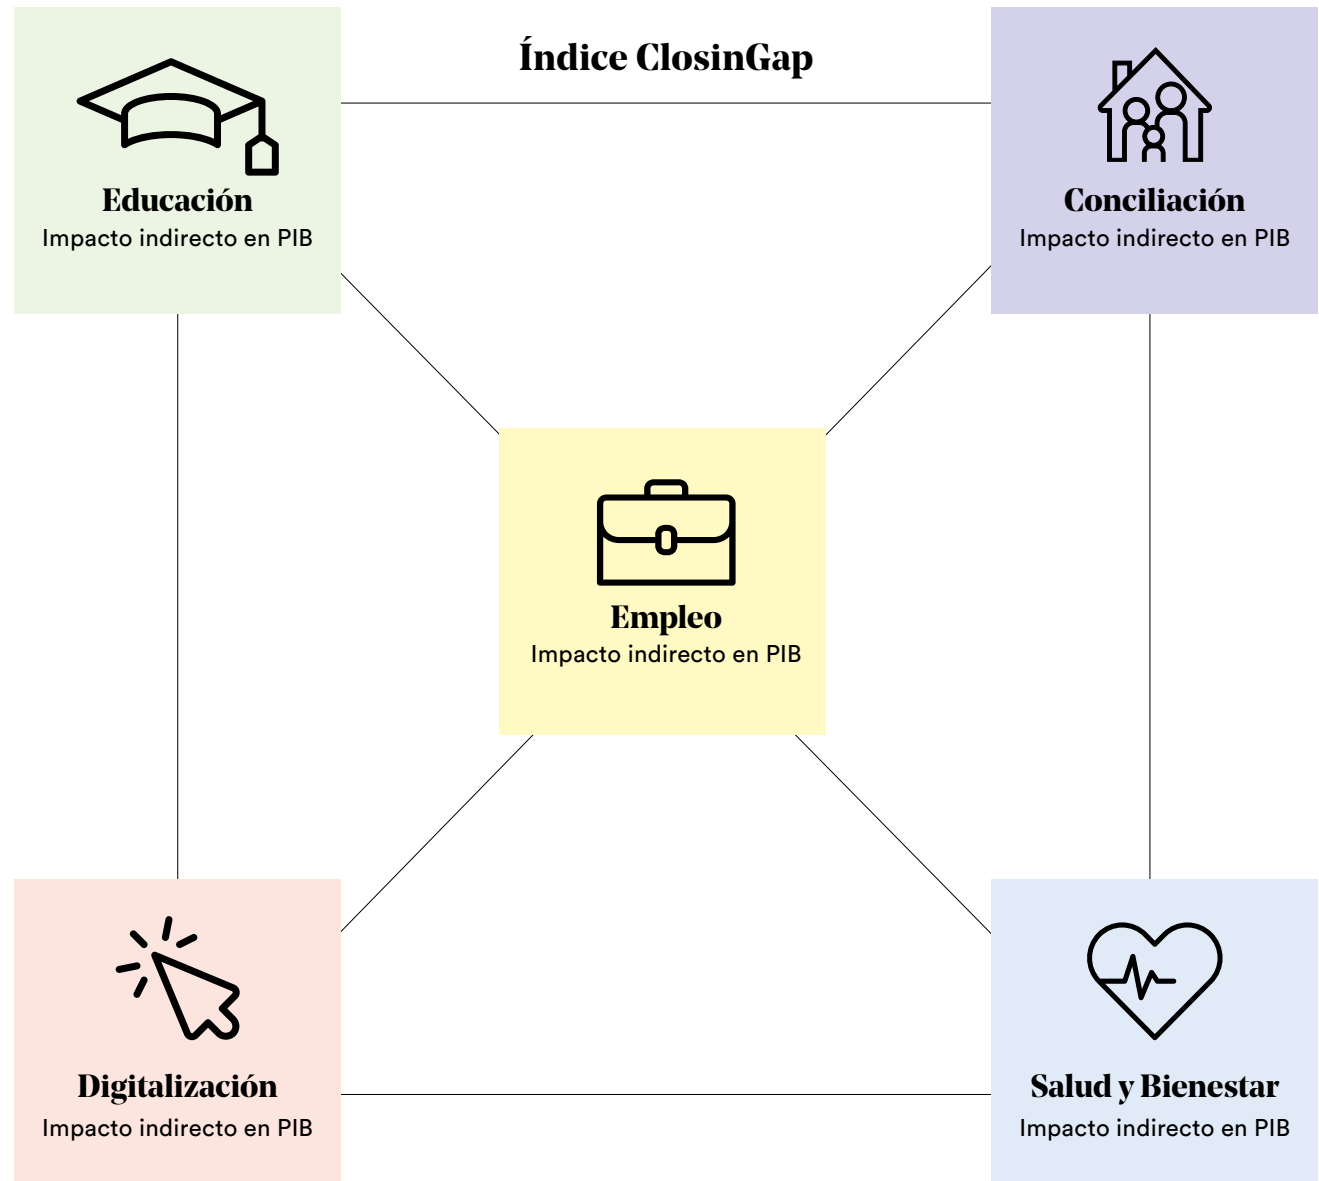 Índice ClosinGap
Educación
Impacto indirecto en PIB
Conciliación
Impacto indirecto en PIB
Empleo
Impacto indirecto en PIB
Digitalización
Impacto indirecto en PIB
Salud y Bienestar
Impacto indirecto en PIB